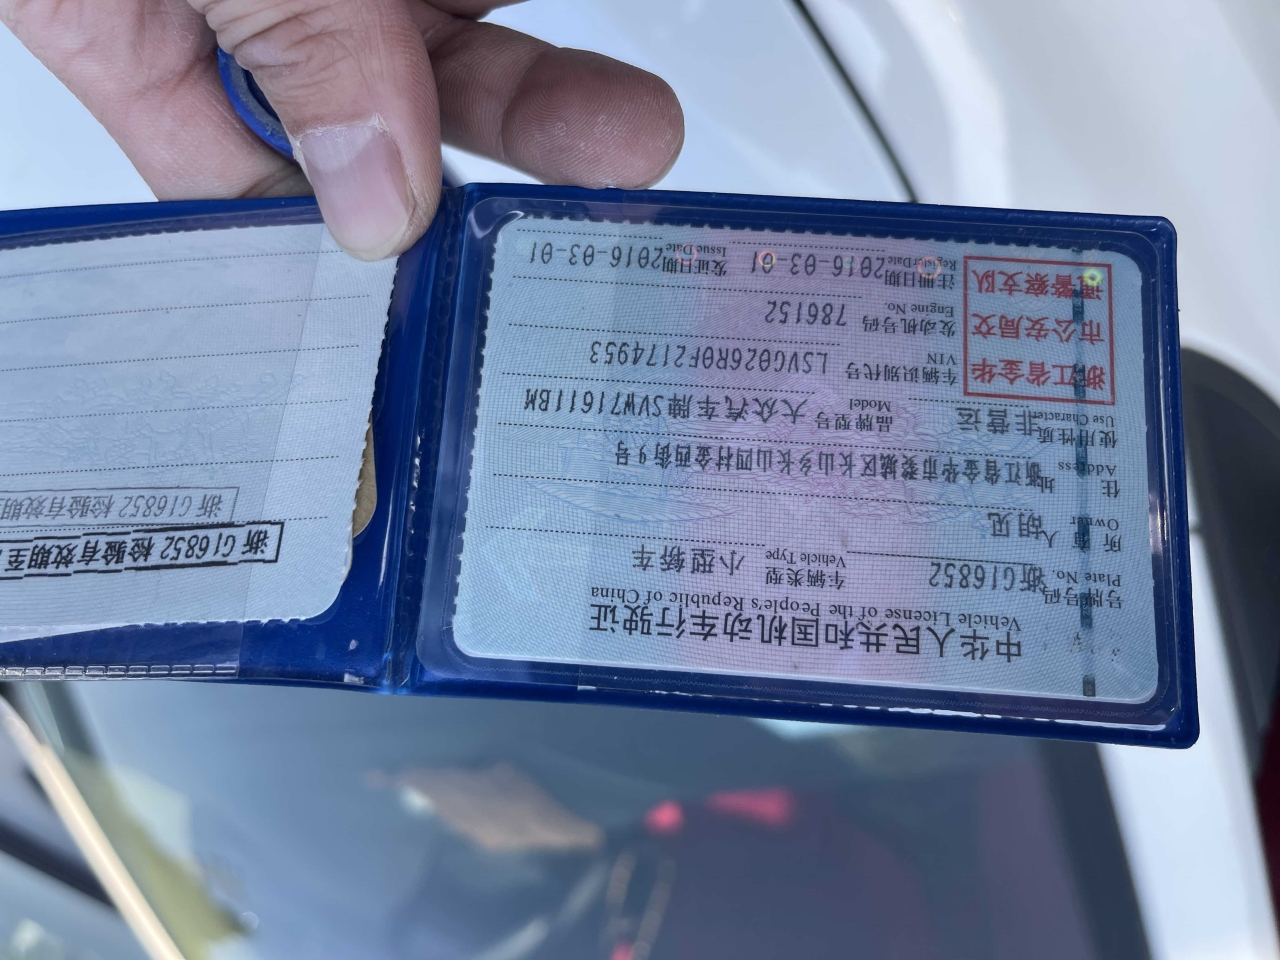 中华人民共和国机动车行驶证
Vehicle License of the People's Republic of China
号牌号码 浙G16852 车辆类型 小型轿车
Plate No. Vehicle Type
所有人 胡见
Owner
住址 浙江省金华市婺城区长山乡长山四村金西街9号
Address
使用性质 非营运 品牌型号 大众汽车牌SVW71611BM
Use Character Model
浙江省金华
市公安局交
通警察支队
车辆识别代号 LSVG026R0F2174953
VIN
发动机号码 786152
Engine No.
注册日期 2016-03-01 发证日期 2016-03-01
Register Date Issue Date
浙G16852 检验有效期至
浙G16852 检验有效期